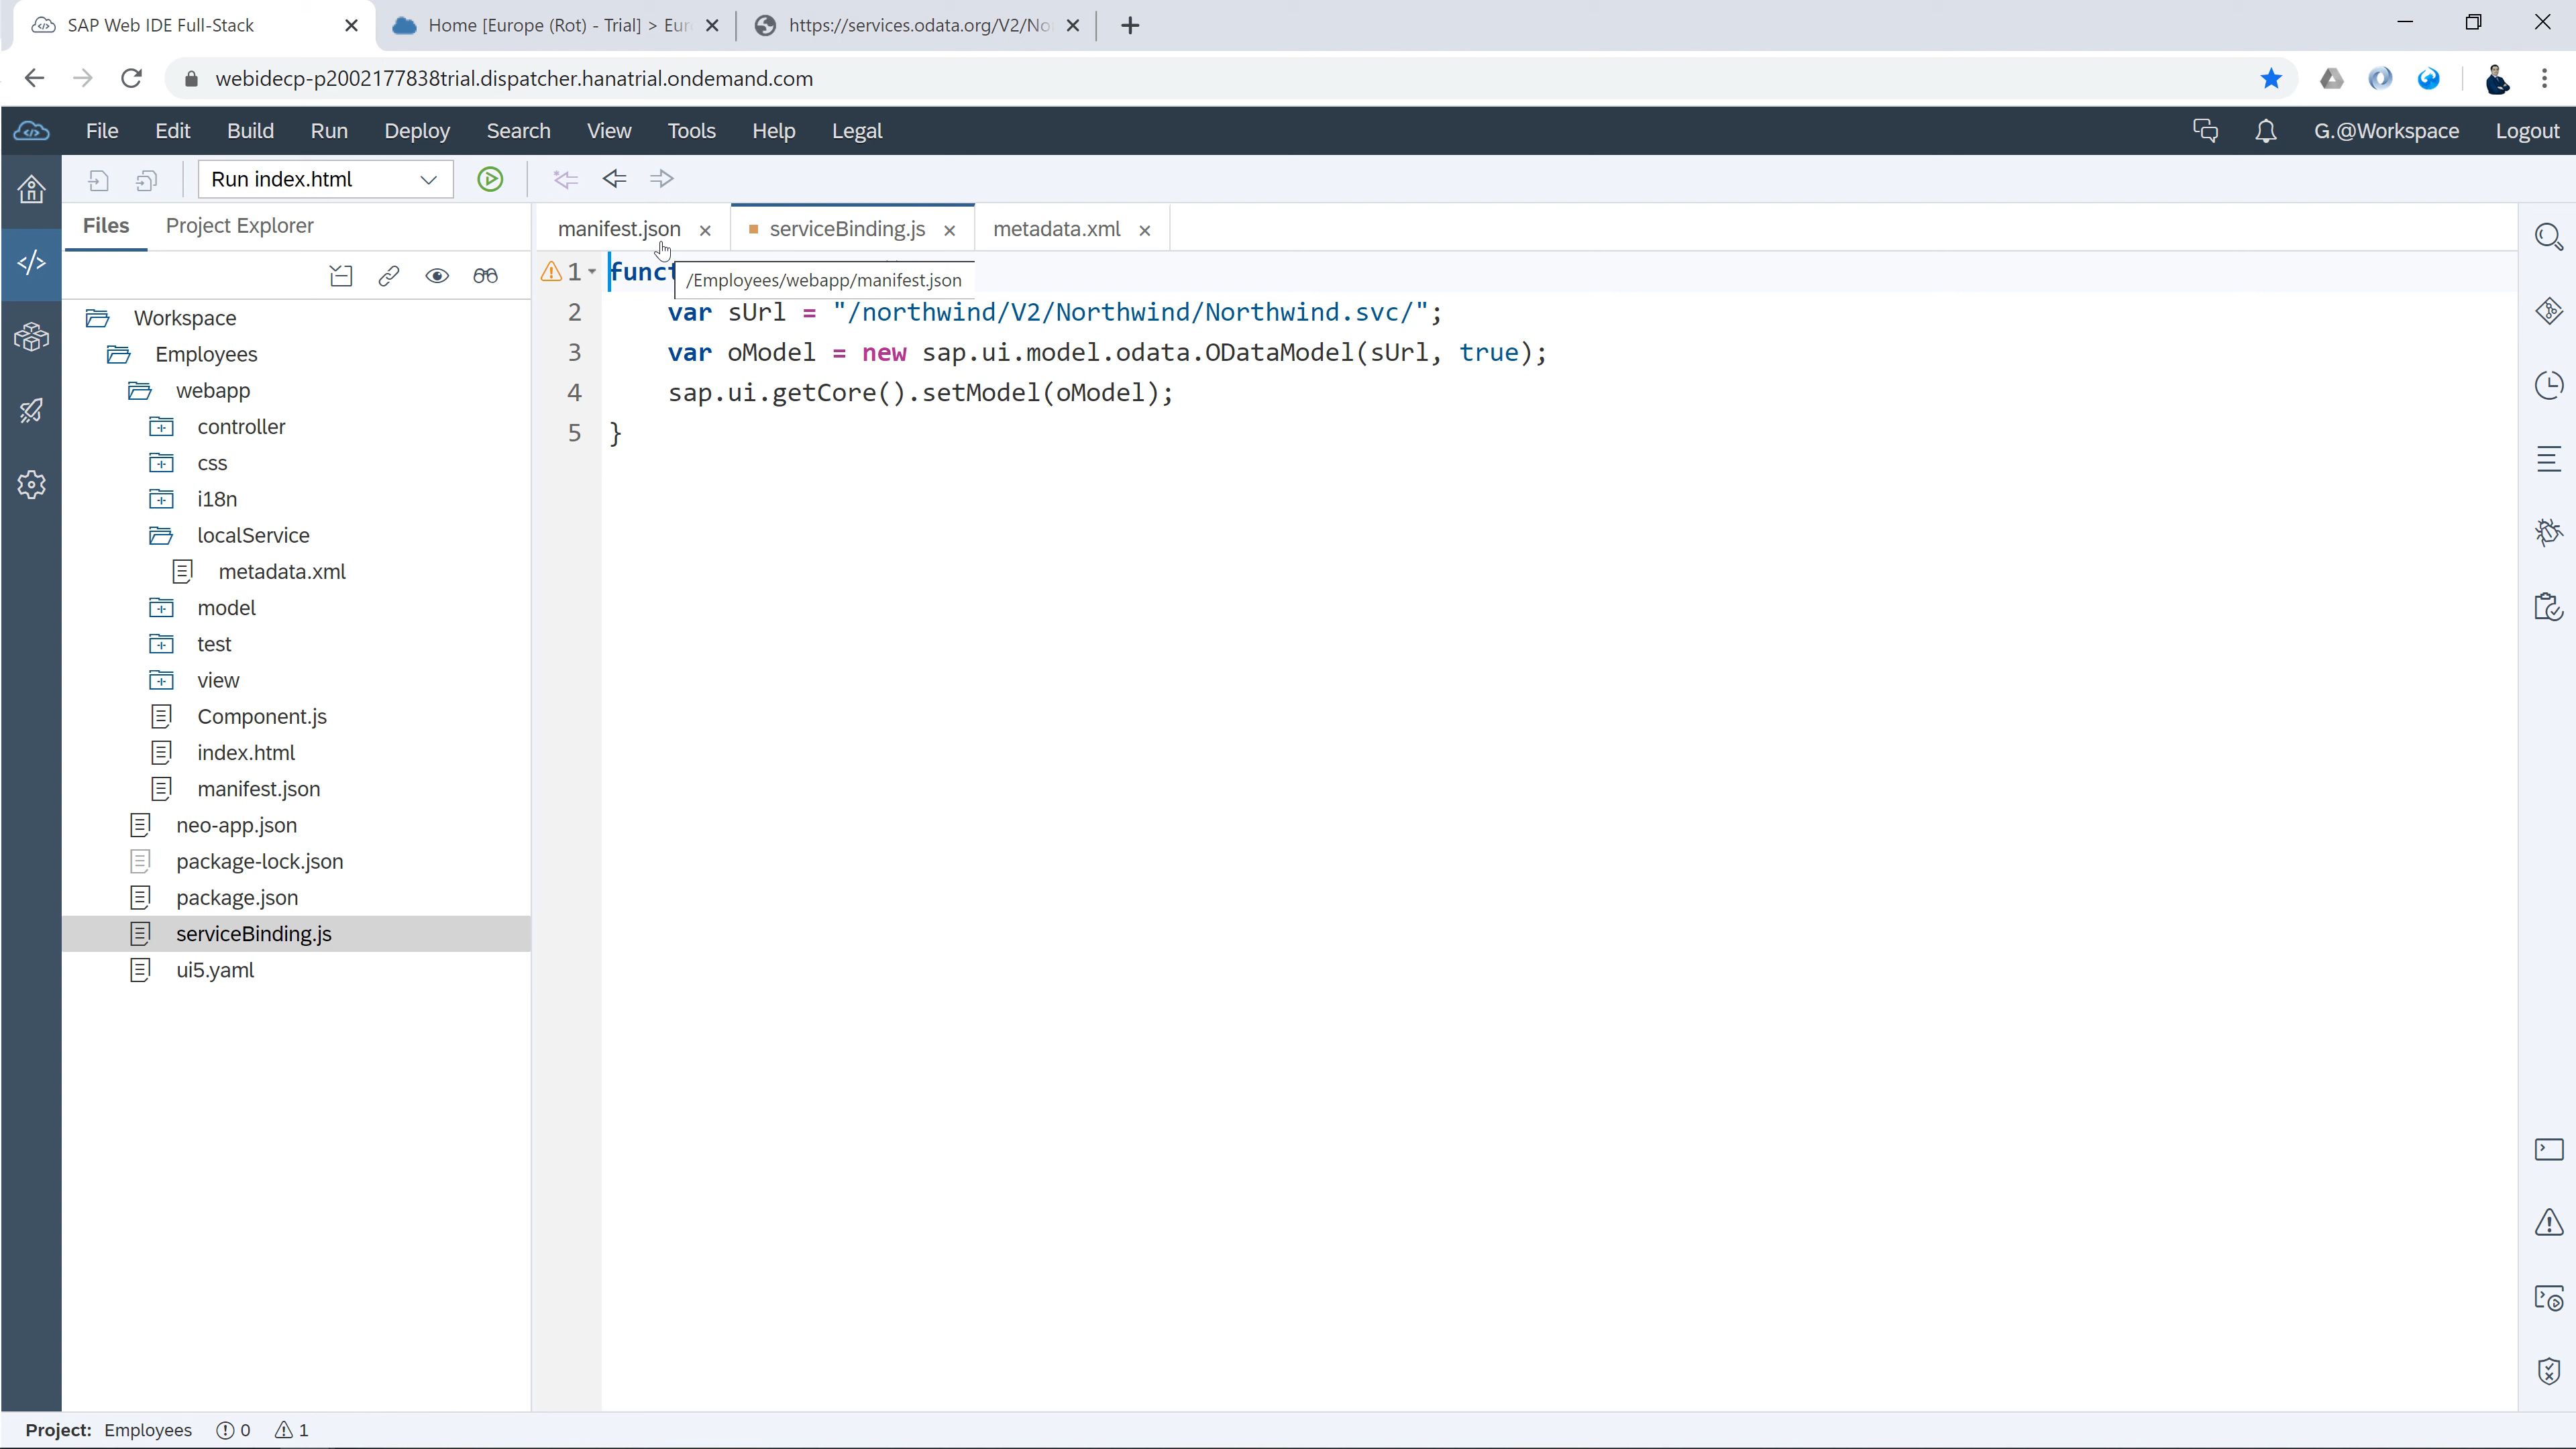 SAP Web IDE Full-Stack
Home [Europe (Rot) - Trial] > Eur
https://services.odata.org/V2/No
webidecp-p2002177838trial.dispatcher.hanatrial.ondemand.com
File Edit Build Run Deploy Search View Tools Help Legal
G.@Workspace Logout
Run index.html
Files Project Explorer
manifest.json serviceBinding.js metadata.xml
Workspace
Employees
webapp
controller
css
i18n
localService
metadata.xml
model
test
view
Component.js
index.html
manifest.json
neo-app.json
package-lock.json
package.json
serviceBinding.js
ui5.yaml
1 funct
/Employees/webapp/manifest.json
2 var sUrl = "/northwind/V2/Northwind/Northwind.svc/";
3 var oModel = new sap.ui.model.odata.ODataModel(sUrl, true);
4 sap.ui.getCore().setModel(oModel);
5 }
Project: Employees 0 1